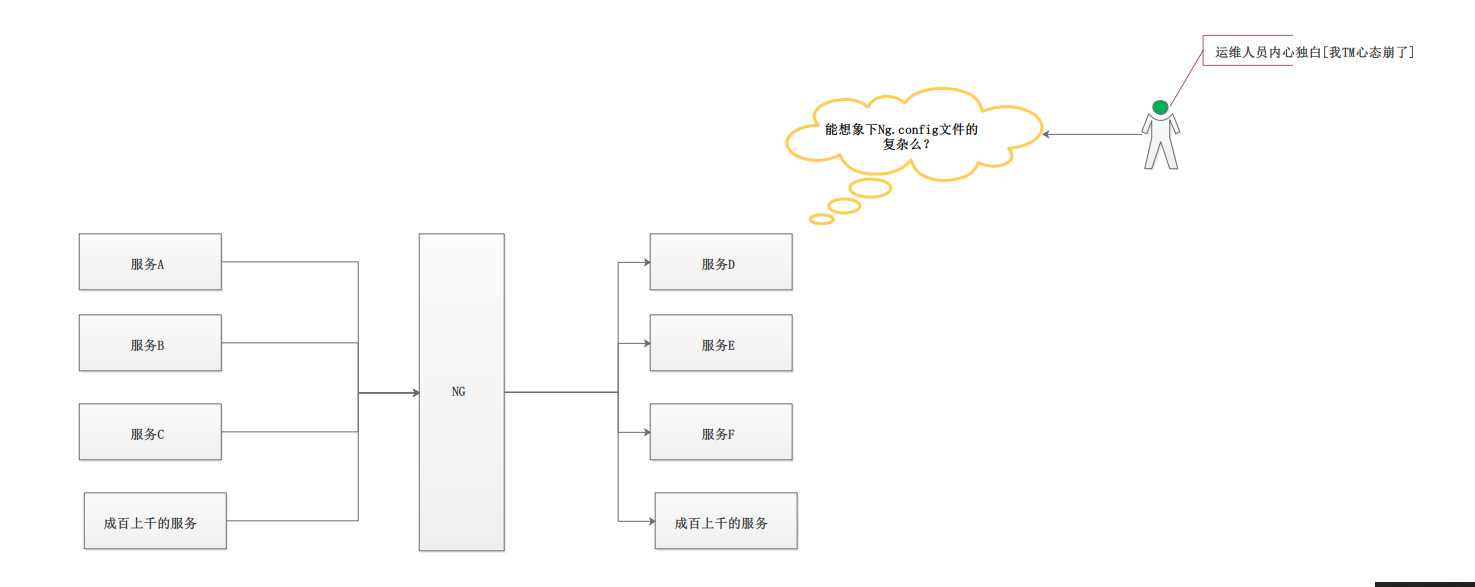 运维人员内心独白[我TM心态崩了]
能想象下Ng.config文件的
复杂么?
服务A
服务D
服务B
服务E
NG
服务C
服务F
成百上千的服务
成百上千的服务